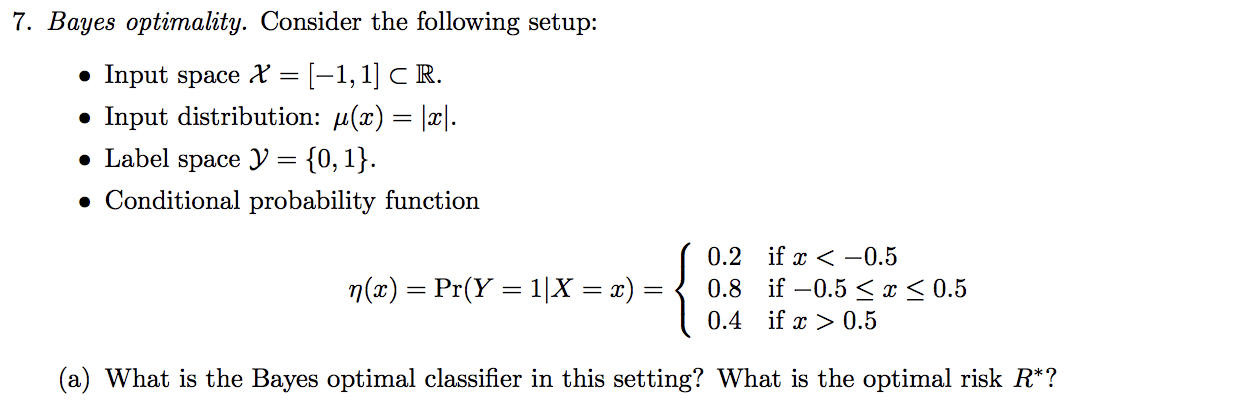 7. Bayes optimality. Consider the following setup:
• Input space 𝒳 = [−1, 1] ⊂ ℝ.
• Input distribution: μ(x) = |x|.
• Label space 𝒴 = {0, 1}.
• Conditional probability function
η(x) = Pr(Y = 1|X = x) = { 0.2 if x < −0.5
0.8 if −0.5 ≤ x ≤ 0.5
0.4 if x > 0.5
(a) What is the Bayes optimal classifier in this setting? What is the optimal risk R*?